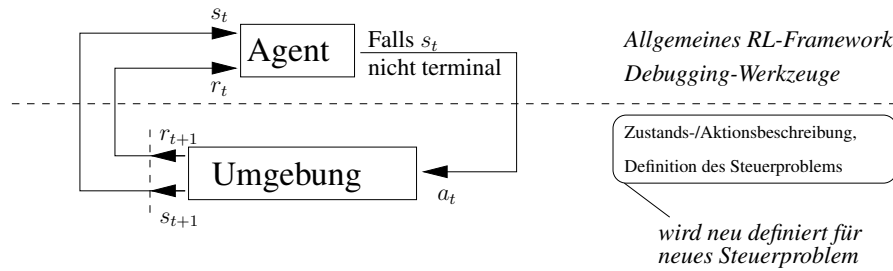 s_t
Agent
r_t
Falls s_t
nicht terminal
Allgemeines RL-Framework
Debugging-Werkzeuge
r_{t+1}
Umgebung
s_{t+1}
a_t
Zustands-/Aktionsbeschreibung,
Definition des Steuerproblems
wird neu definiert für
neues Steuerproblem